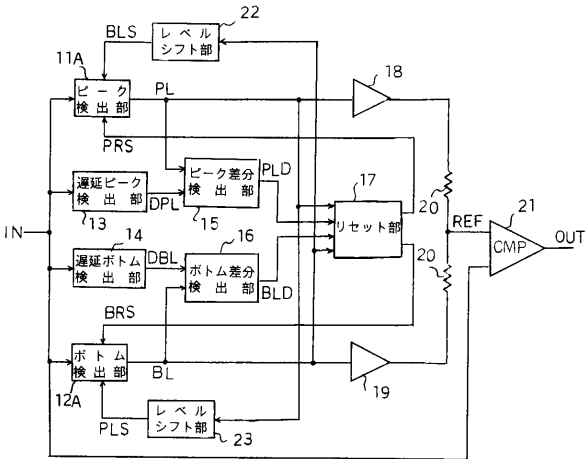 22
BLS
レベル
シフト部
11A
ピーク
検出部
PL
18
PRS
遅延ピーク
検出部
13
DPL
ピーク差分
検出部
15
PLD
17
リセット部
20
REF
21
CMP
OUT
IN
14
遅延ボトム
検出部
DBL
16
ボトム差分
検出部
BLD
20
BRS
ボトム
検出部
12A
BL
19
PLS
レベル
シフト部
23